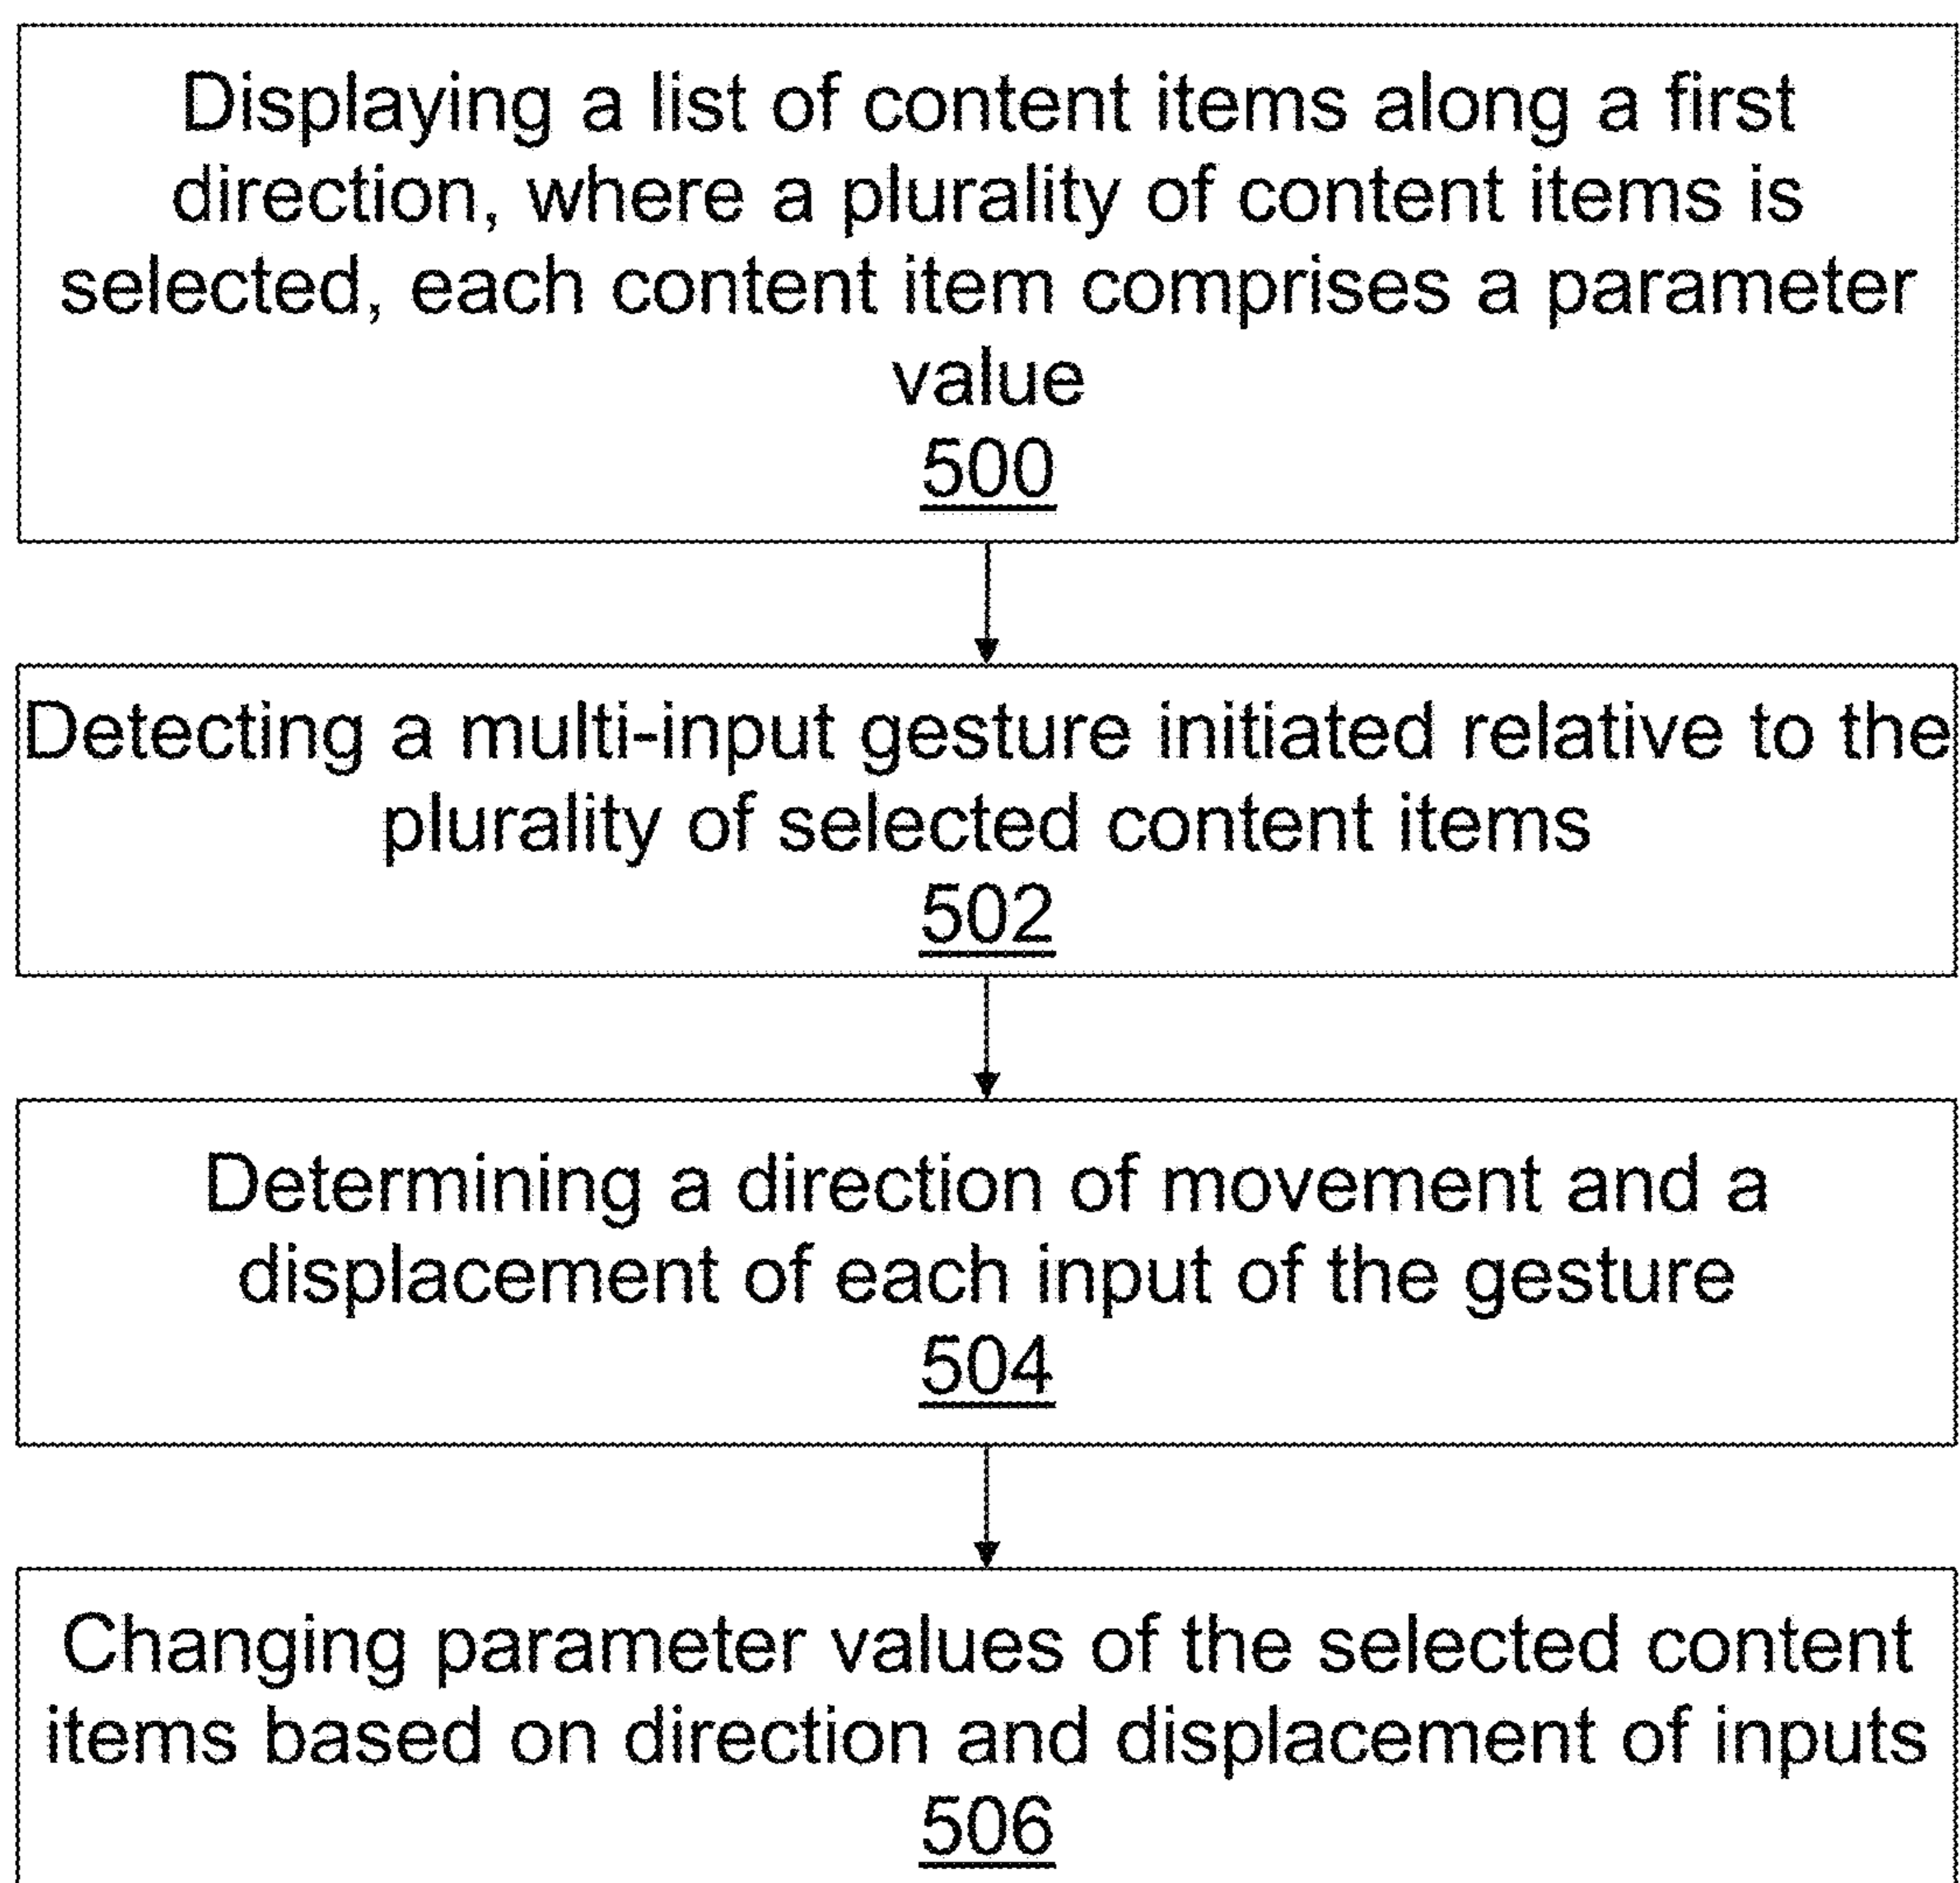 Displaying a list of content items along a first
direction, where a plurality of content items is
selected, each content item comprises a parameter
value
500
Detecting a multi-input gesture initiated relative to the
plurality of selected content items
502
Determining a direction of movement and a
displacement of each input of the gesture
504
Changing parameter values of the selected content
items based on direction and displacement of inputs
506